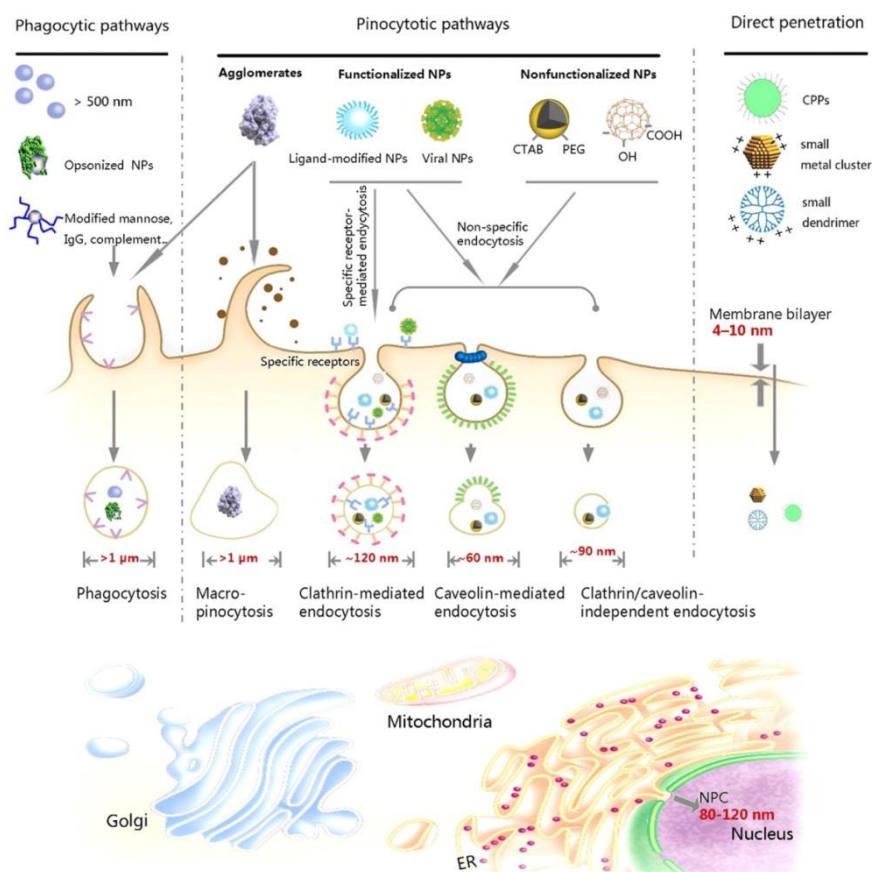 Phagocytic pathways
Pinocytotic pathways
Direct penetration
> 500 nm
Opsonized NPs
Modified mannose,
IgG, complement..
Agglomerates
Functionalized NPs
Nonfunctionalized NPs
Ligand-modified NPs
Viral NPs
CTAB
PEG
OH
COOH
CPPs
small
metal cluster
small
dendrimer
Specific receptor-
mediated endycytosis
Non-specific
endocytosis
Specific receptors
Membrane bilayer
4–10 nm
>1 μm
>1 μm
~120 nm
~60 nm
~90 nm
Phagocytosis
Macro-
pinocytosis
Clathrin-mediated
endocytosis
Caveolin-mediated
endocytosis
Clathrin/caveolin-
independent endocytosis
Mitochondria
Golgi
ER
NPC
80-120 nm
Nucleus